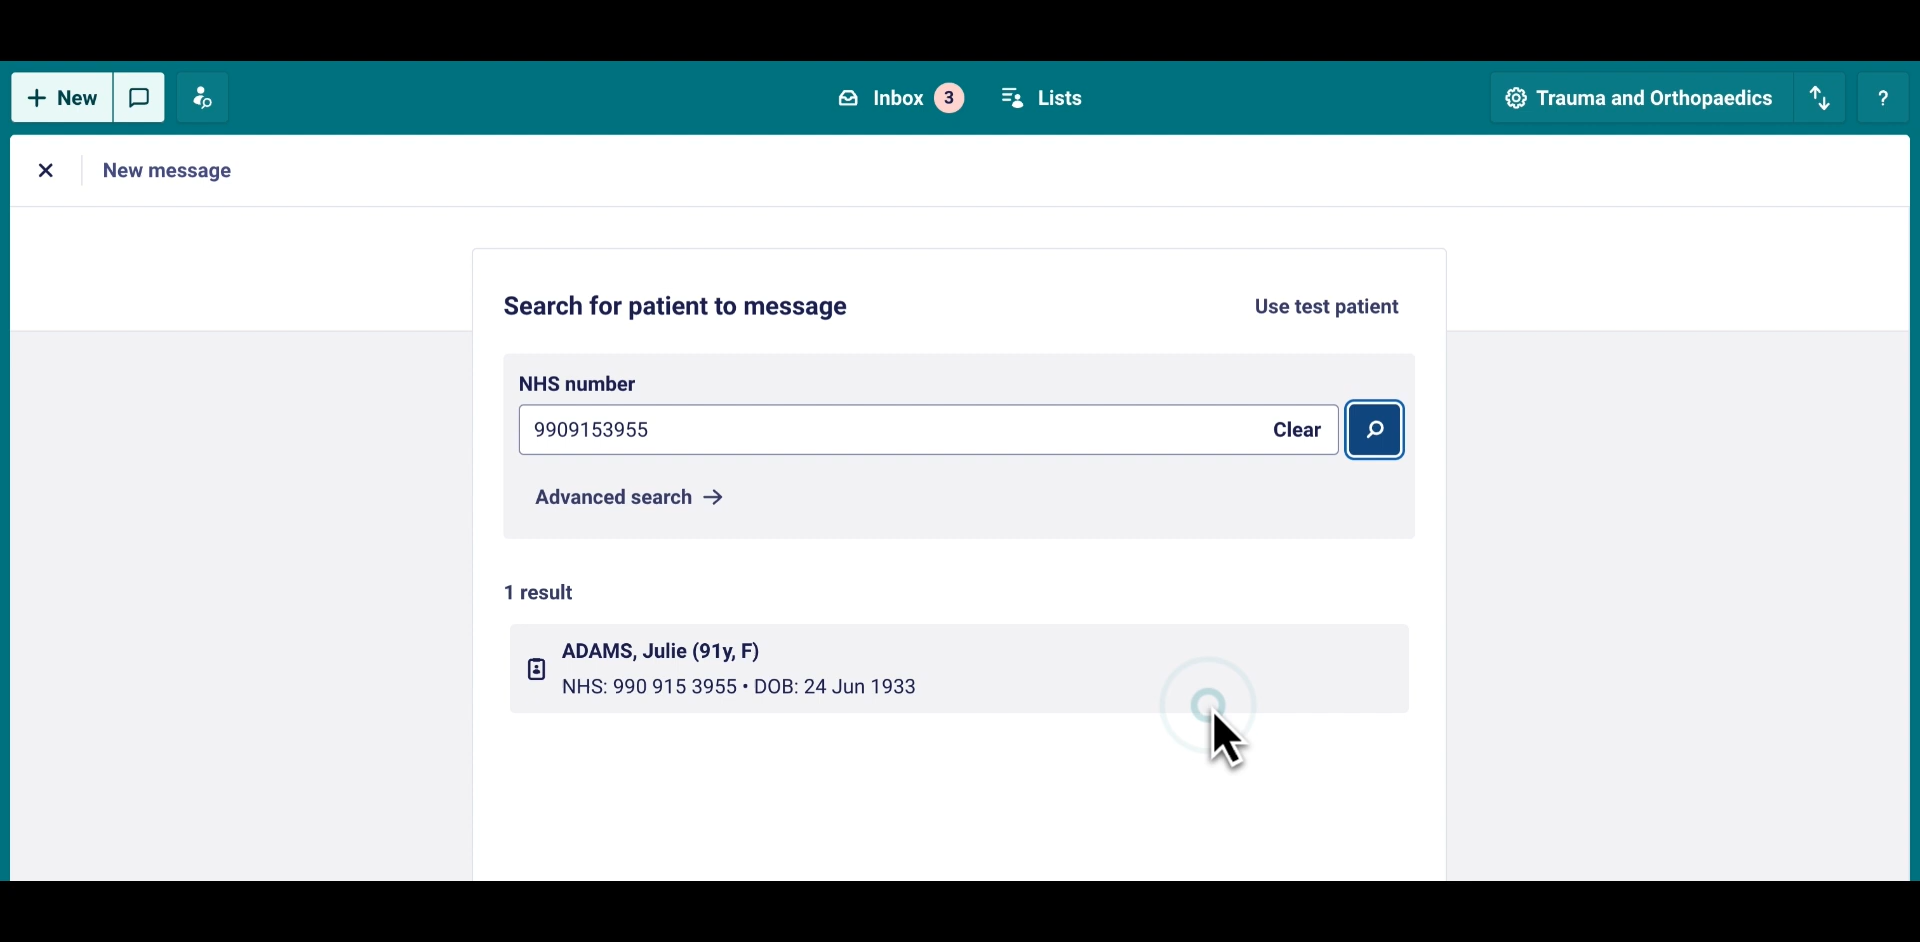 New
Inbox 3
Lists
Trauma and Orthopaedics
?
New message
Search for patient to message
Use test patient
NHS number
9909153955
Clear
Advanced search →
1 result
ADAMS, Julie (91y, F)
NHS: 990 915 3955 • DOB: 24 Jun 1933